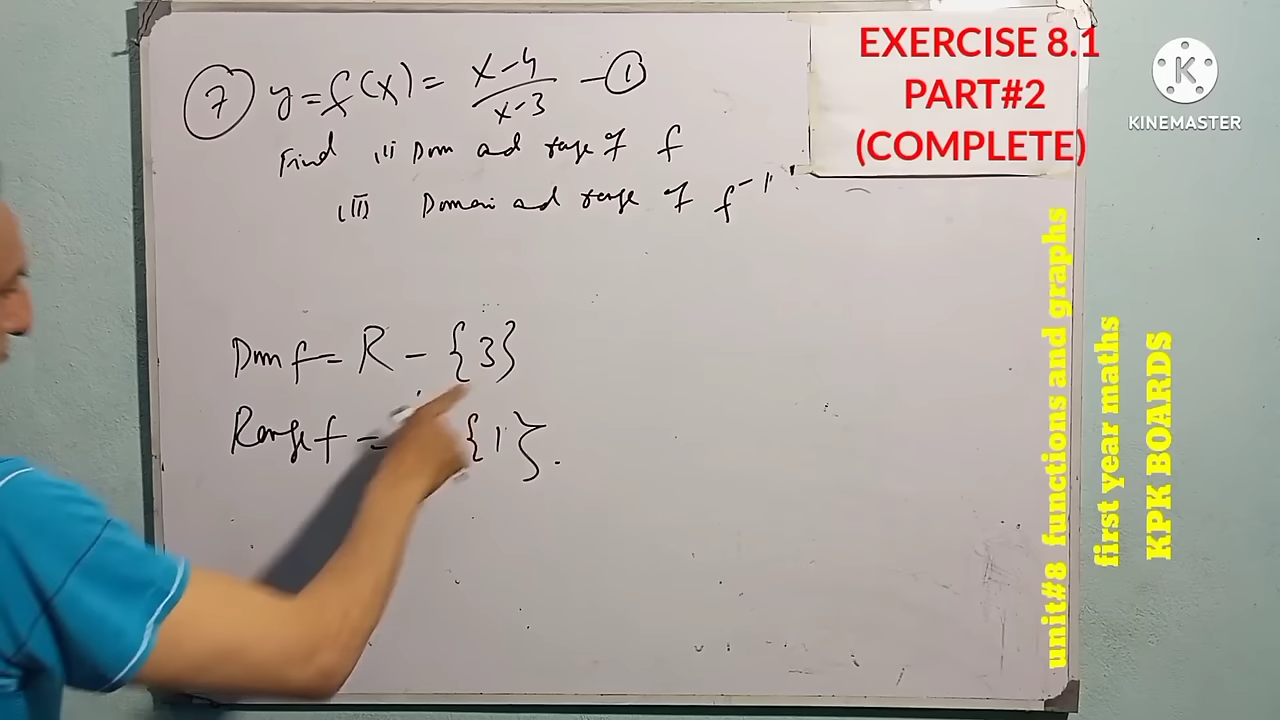 ⑦ y = f(x) = x-4 / x-3 - ①
Find (i) Dom and range of f
(ii) Domain and range of f⁻¹
Dom f = R - {3}
Range f = {1}.
EXERCISE 8.1
PART#2
(COMPLETE)
KINEMASTER
unit#8 functions and graphs
first year maths
KPK BOARDS